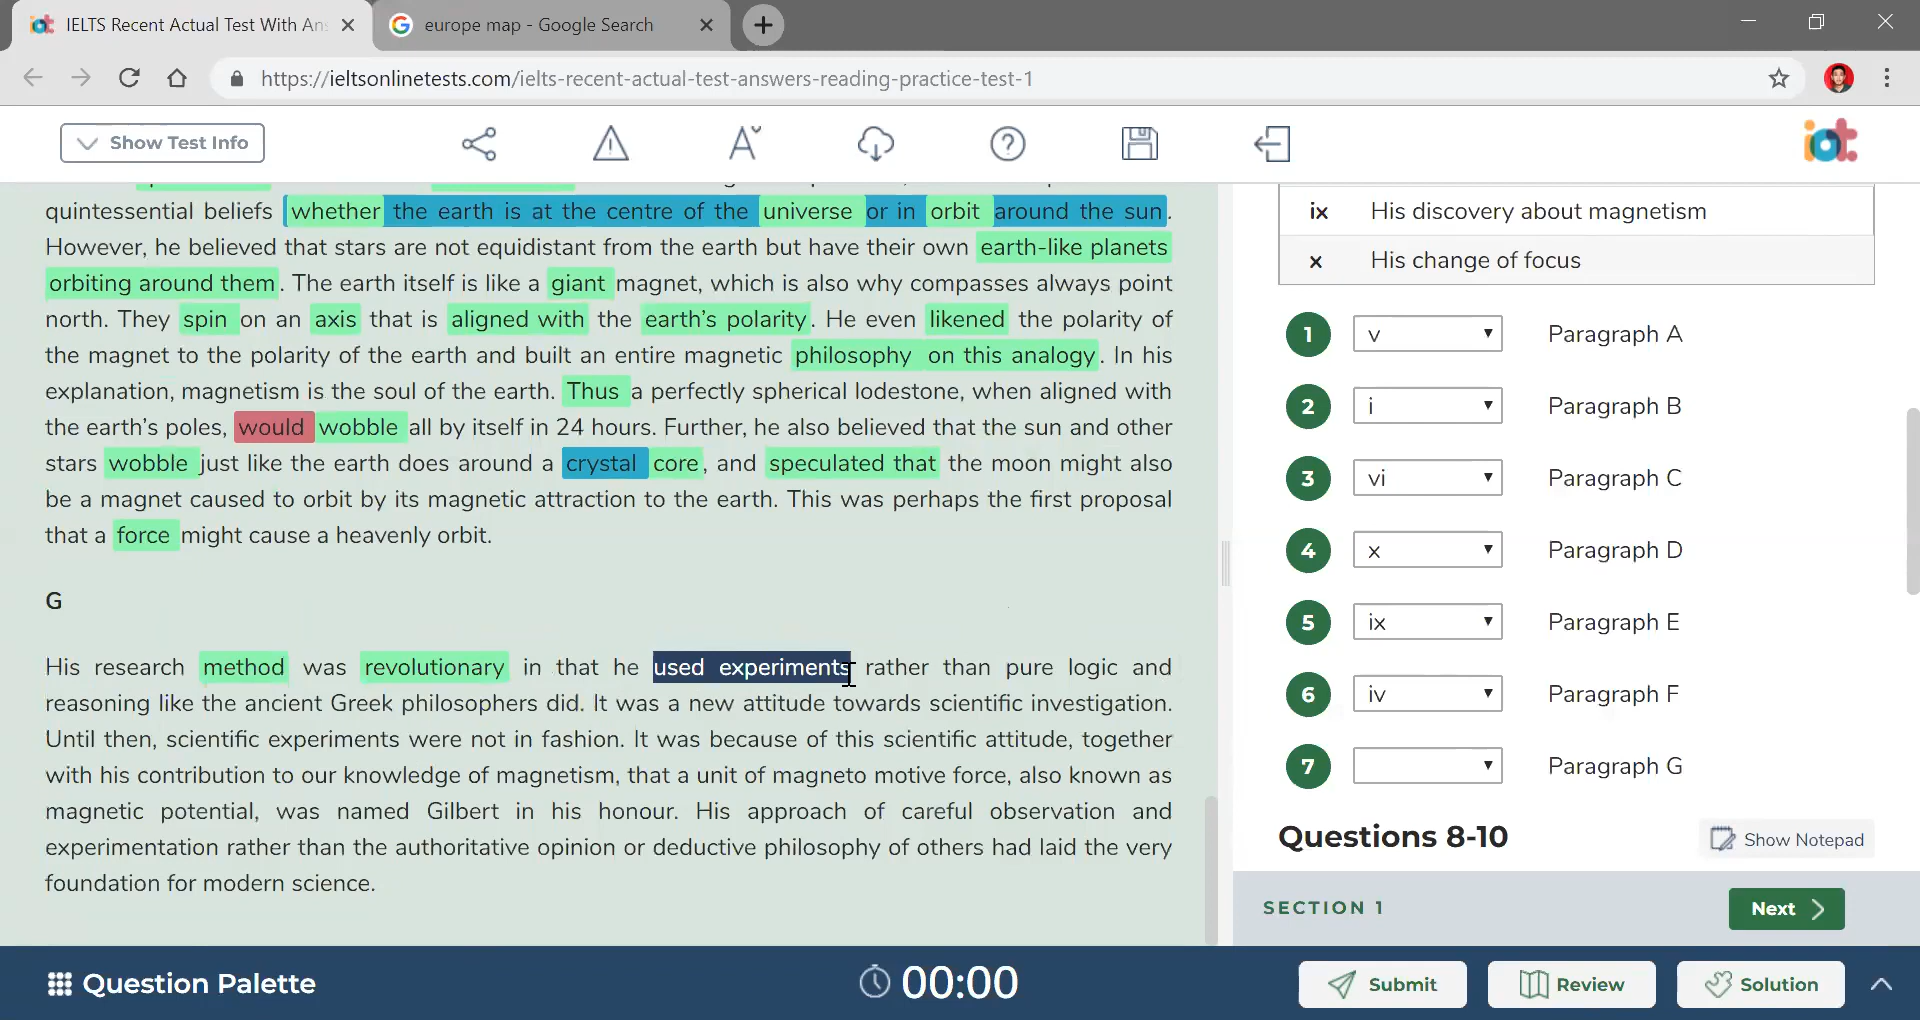 IELTS Recent Actual Test With An
europe map - Google Search
https://ieltsonlinetests.com/ielts-recent-actual-test-answers-reading-practice-test-1
Show Test Info
iot
quintessential beliefs whether the earth is at the centre of the universe or in orbit around the sun.
However, he believed that stars are not equidistant from the earth but have their own earth-like planets
orbiting around them. The earth itself is like a giant magnet, which is also why compasses always point
north. They spin on an axis that is aligned with the earth's polarity. He even likened the polarity of
the magnet to the polarity of the earth and built an entire magnetic philosophy on this analogy. In his
explanation, magnetism is the soul of the earth. Thus a perfectly spherical lodestone, when aligned with
the earth's poles, would wobble all by itself in 24 hours. Further, he also believed that the sun and other
stars wobble just like the earth does around a crystal core, and speculated that the moon might also
be a magnet caused to orbit by its magnetic attraction to the earth. This was perhaps the first proposal
that a force might cause a heavenly orbit.
G
His research method was revolutionary in that he used experiments rather than pure logic and
reasoning like the ancient Greek philosophers did. It was a new attitude towards scientific investigation.
Until then, scientific experiments were not in fashion. It was because of this scientific attitude, together
with his contribution to our knowledge of magnetism, that a unit of magneto motive force, also known as
magnetic potential, was named Gilbert in his honour. His approach of careful observation and
experimentation rather than the authoritative opinion or deductive philosophy of others had laid the very
foundation for modern science.
ix His discovery about magnetism
x His change of focus
1 v Paragraph A
2 i Paragraph B
3 vi Paragraph C
4 x Paragraph D
5 ix Paragraph E
6 iv Paragraph F
7 Paragraph G
Questions 8-10
Show Notepad
SECTION 1
Next
Question Palette
00:00
Submit
Review
Solution